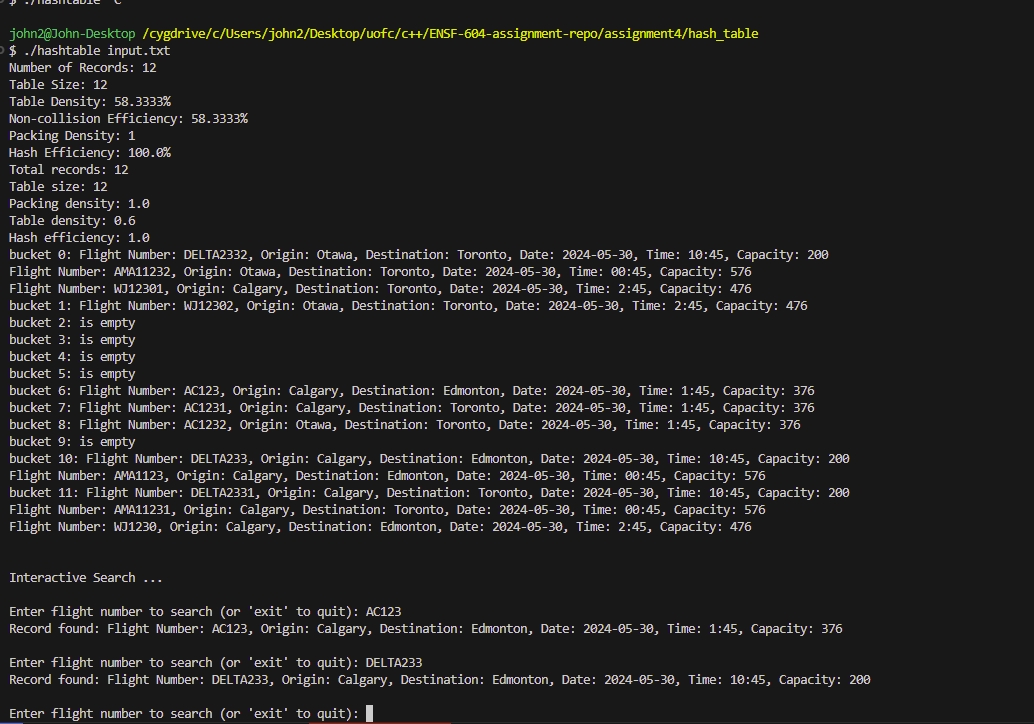 $ ./hashtable ^C
john2@John-Desktop /cygdrive/c/Users/john2/Desktop/uofc/c++/ENSF-604-assignment-repo/assignment4/hash_table
$ ./hashtable input.txt
Number of Records: 12
Table Size: 12
Table Density: 58.3333%
Non-collision Efficiency: 58.3333%
Packing Density: 1
Hash Efficiency: 100.0%
Total records: 12
Table size: 12
Packing density: 1.0
Table density: 0.6
Hash efficiency: 1.0
bucket 0: Flight Number: DELTA2332, Origin: Otawa, Destination: Toronto, Date: 2024-05-30, Time: 10:45, Capacity: 200
Flight Number: AMA11232, Origin: Otawa, Destination: Toronto, Date: 2024-05-30, Time: 00:45, Capacity: 576
Flight Number: WJ12301, Origin: Calgary, Destination: Toronto, Date: 2024-05-30, Time: 2:45, Capacity: 476
bucket 1: Flight Number: WJ12302, Origin: Otawa, Destination: Toronto, Date: 2024-05-30, Time: 2:45, Capacity: 476
bucket 2: is empty
bucket 3: is empty
bucket 4: is empty
bucket 5: is empty
bucket 6: Flight Number: AC123, Origin: Calgary, Destination: Edmonton, Date: 2024-05-30, Time: 1:45, Capacity: 376
bucket 7: Flight Number: AC1231, Origin: Calgary, Destination: Toronto, Date: 2024-05-30, Time: 1:45, Capacity: 376
bucket 8: Flight Number: AC1232, Origin: Otawa, Destination: Toronto, Date: 2024-05-30, Time: 1:45, Capacity: 376
bucket 9: is empty
bucket 10: Flight Number: DELTA233, Origin: Calgary, Destination: Edmonton, Date: 2024-05-30, Time: 10:45, Capacity: 200
Flight Number: AMA1123, Origin: Calgary, Destination: Edmonton, Date: 2024-05-30, Time: 00:45, Capacity: 576
bucket 11: Flight Number: DELTA2331, Origin: Calgary, Destination: Toronto, Date: 2024-05-30, Time: 10:45, Capacity: 200
Flight Number: AMA11231, Origin: Calgary, Destination: Toronto, Date: 2024-05-30, Time: 00:45, Capacity: 576
Flight Number: WJ1230, Origin: Calgary, Destination: Edmonton, Date: 2024-05-30, Time: 2:45, Capacity: 476
Interactive Search ...
Enter flight number to search (or 'exit' to quit): AC123
Record found: Flight Number: AC123, Origin: Calgary, Destination: Edmonton, Date: 2024-05-30, Time: 1:45, Capacity: 376
Enter flight number to search (or 'exit' to quit): DELTA233
Record found: Flight Number: DELTA233, Origin: Calgary, Destination: Edmonton, Date: 2024-05-30, Time: 10:45, Capacity: 200
Enter flight number to search (or 'exit' to quit):